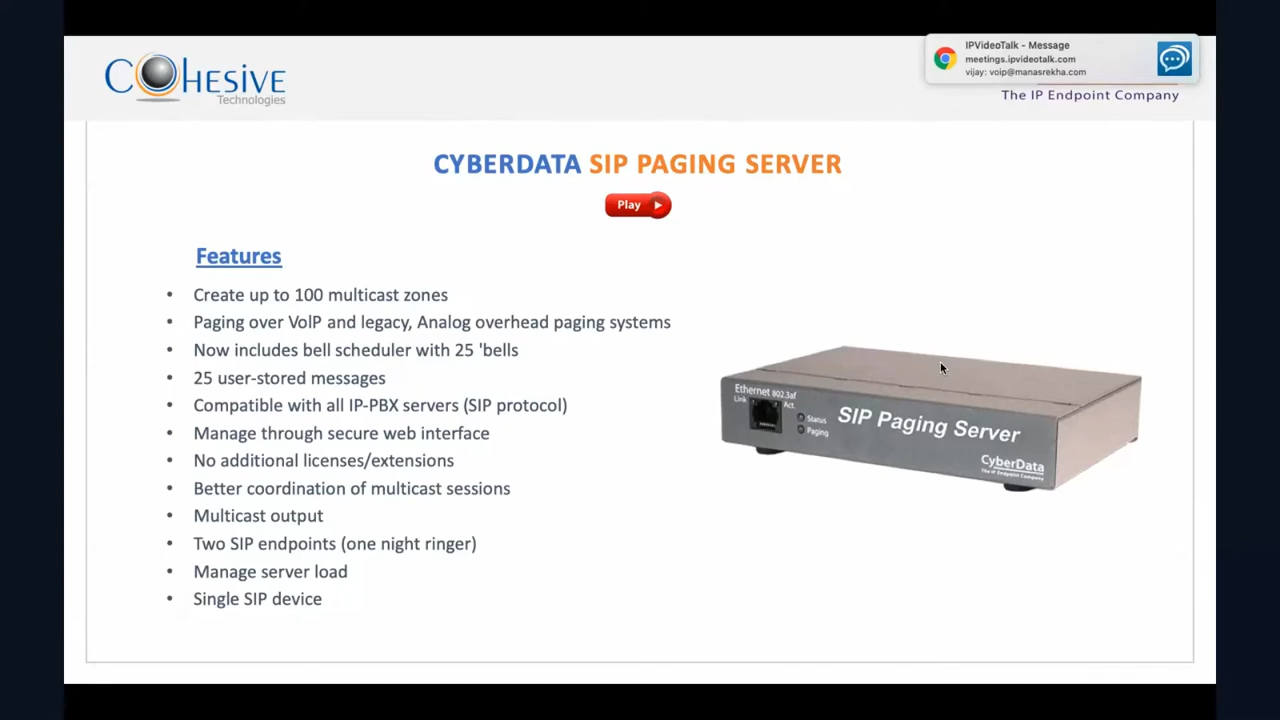 COHESIVE
Technologies
IPVideoTalk - Message
meetings.ipvideotalk.com
vijay: voip@manasrekha.com
The IP Endpoint Company
CYBERDATA SIP PAGING SERVER
Play
Features
• Create up to 100 multicast zones
• Paging over VoIP and legacy, Analog overhead paging systems
• Now includes bell scheduler with 25 'bells
• 25 user-stored messages
• Compatible with all IP-PBX servers (SIP protocol)
• Manage through secure web interface
• No additional licenses/extensions
• Better coordination of multicast sessions
• Multicast output
• Two SIP endpoints (one night ringer)
• Manage server load
• Single SIP device
Ethernet 802.3af
Link Act.
Status
Paging
SIP Paging Server
CyberData
The IP Endpoint Company